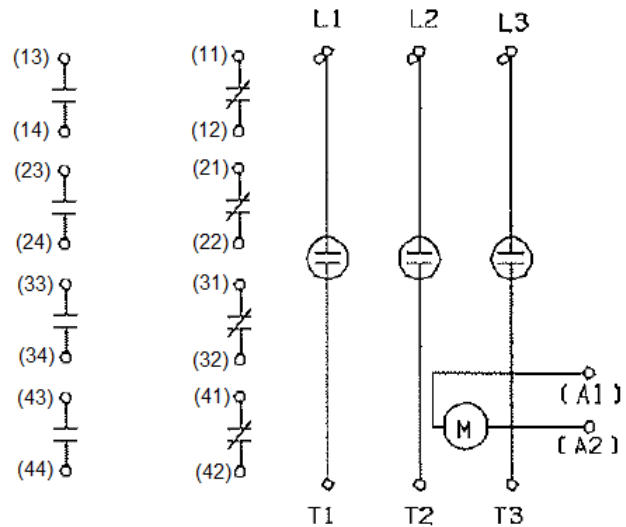 L1 L2 L3
(13) (11)
(14) (12)
(23) (21)
(24) (22)
(33) (31)
(34) (32)
(A1)
(43) (41)
M (A2)
(44) (42)
T1 T2 T3